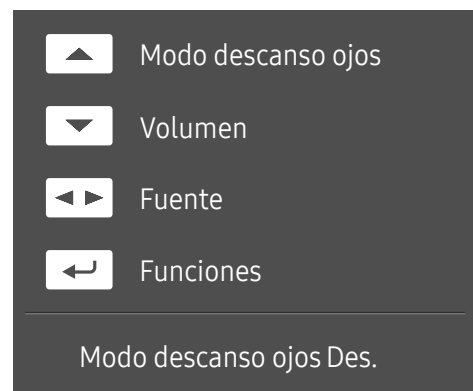 Modo descanso ojos
Volumen
Fuente
Funciones
Modo descanso ojos Des.